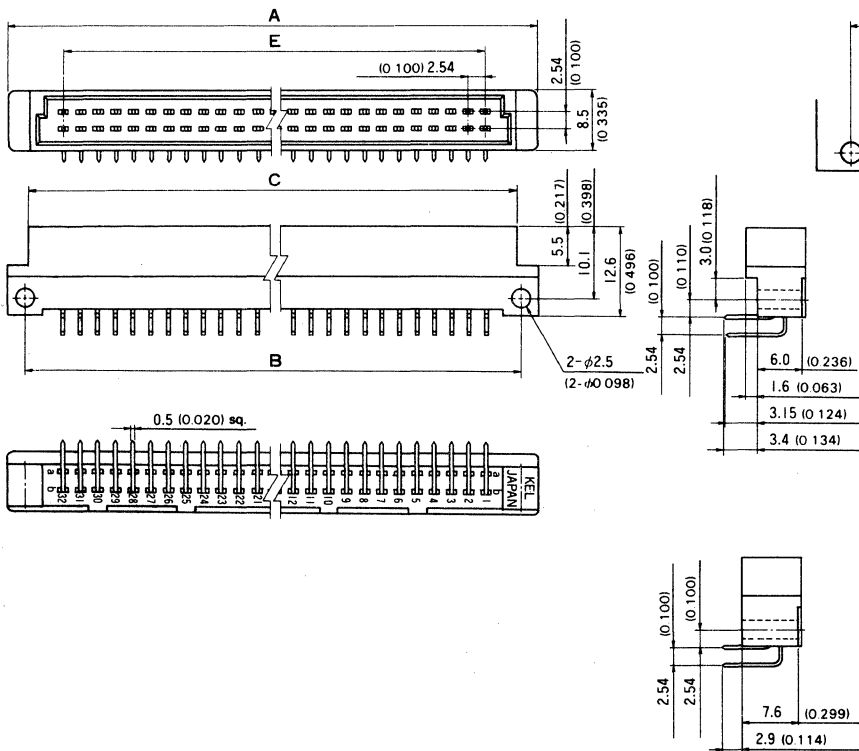 A
E
(0 100) 2.54
2.54
(0 100)
8.5
(0 335)
C
5.5 (0 217)
10.1 (0 398)
12.6
(0 496)
B
2-φ2.5
(2-φ0 098)
3.0 (0 118)
(0 100)
(0 110)
2.54
2.54
6.0 (0 236)
1.6 (0 063)
3.15 (0 124)
3.4 (0 134)
0.5 (0 020) sq.
a
b
32 31 30 29 28 27 26 25 24 23 22 21 12 11 10 9 8 7 6 5 4 3 2 1
a
b
KEL
JAPAN
(0.100)
(0.100)
2.54
2.54
7.6 (0.299)
2.9 (0.114)